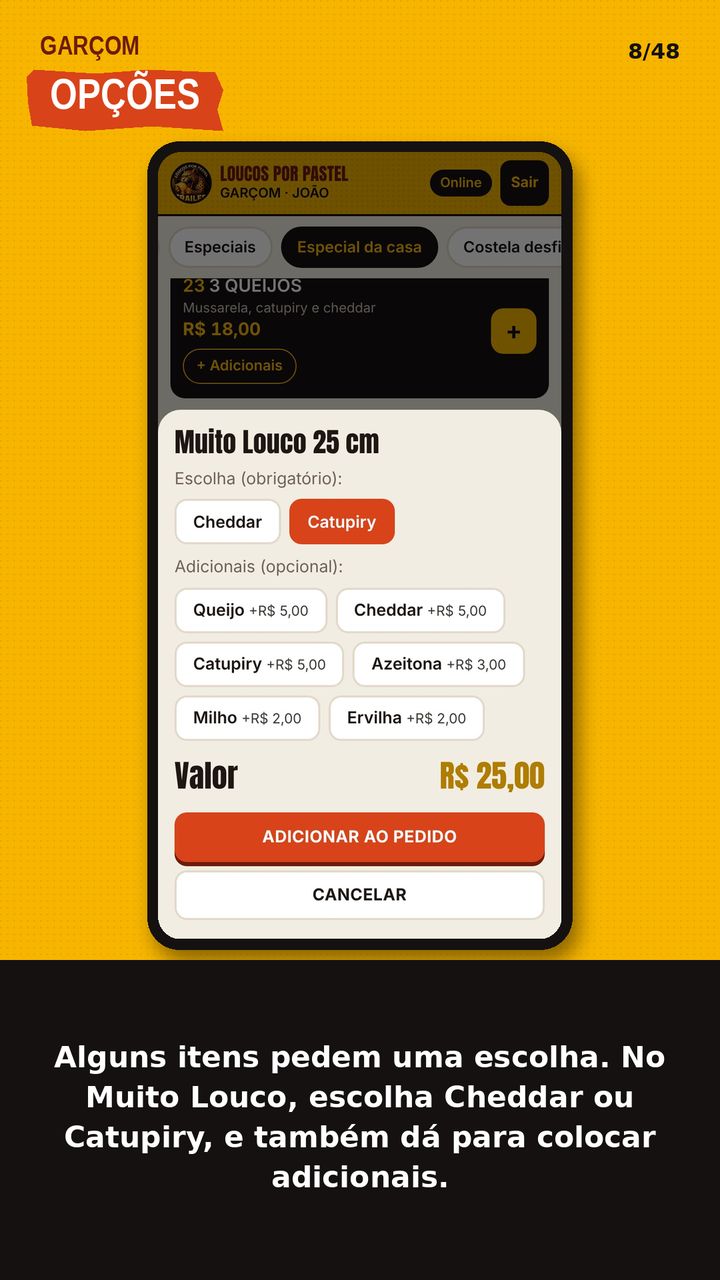 GARÇOM
8/48
OPÇÕES
LOUCOS POR PASTEL
GARÇOM · JOÃO
Online
Sair
Especiais
Especial da casa
Costela desfi
23 3 QUEIJOS
Mussarela, catupiry e cheddar
R$ 18,00
+
+ Adicionais
Muito Louco 25 cm
Escolha (obrigatório):
Cheddar
Catupiry
Adicionais (opcional):
Queijo +R$ 5,00
Cheddar +R$ 5,00
Catupiry +R$ 5,00
Azeitona +R$ 3,00
Milho +R$ 2,00
Ervilha +R$ 2,00
Valor
R$ 25,00
ADICIONAR AO PEDIDO
CANCELAR
Alguns itens pedem uma escolha. No
Muito Louco, escolha Cheddar ou
Catupiry, e também dá para colocar
adicionais.